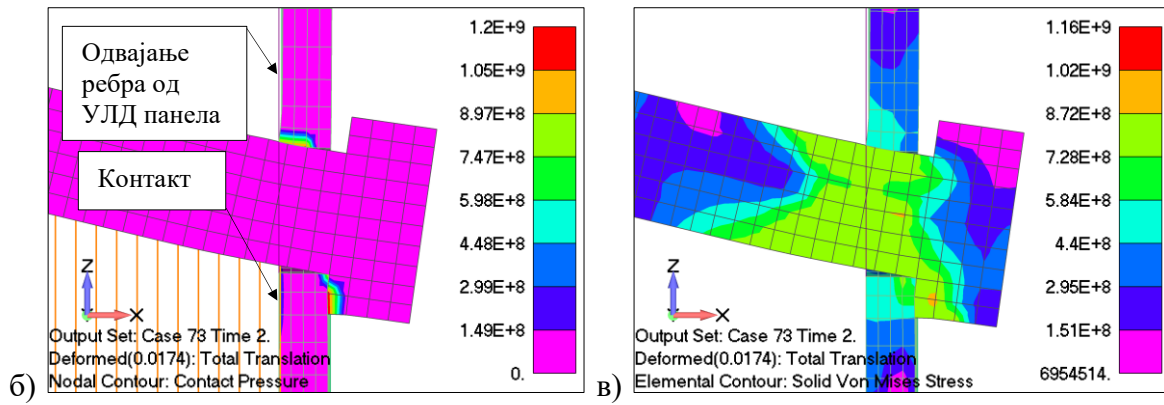 Одвајање
ребра од
УЛД панела
Контакт
Z
X
Output Set: Case 73 Time 2.
Deformed(0.0174): Total Translation
Nodal Contour: Contact Pressure
1.2E+9
1.05E+9
8.97E+8
7.47E+8
5.98E+8
4.48E+8
2.99E+8
1.49E+8
0.
б)
Z
X
Output Set: Case 73 Time 2.
Deformed(0.0174): Total Translation
Elemental Contour: Solid Von Mises Stress
1.16E+9
1.02E+9
8.72E+8
7.28E+8
5.84E+8
4.4E+8
2.95E+8
1.51E+8
6954514.
в)